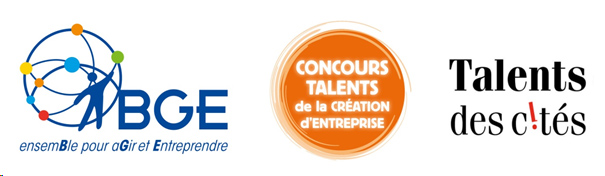 BGE
ensemBle pour aGir et Entreprendre
CONCOURS
TALENTS
de la CRÉATION
d'ENTREPRISE
Talents
des c!tés